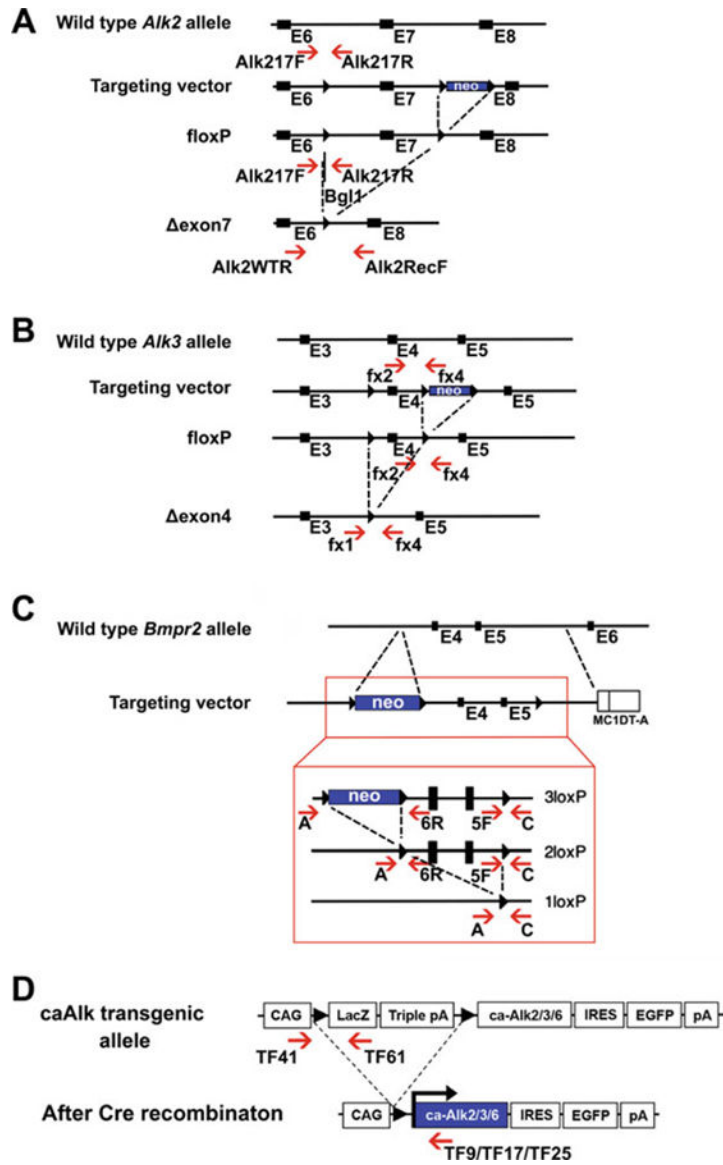 A
Wild type Alk2 allele
E6 E7 E8
Alk217F Alk217R
Targeting vector
neo
E6 E7 E8
floxP
E6 E7 E8
Alk217F Alk217R
Bgl1
Δexon7
E6 E8
Alk2WTR Alk2RecF
B
Wild type Alk3 allele
E3 E4 E5
fx2 fx4
Targeting vector
neo
E3 E4 E5
floxP
E3 E4 E5
fx2 fx4
Δexon4
E3 E5
fx1 fx4
C
Wild type Bmpr2 allele
E4 E5 E6
Targeting vector
neo
E4 E5
MC1DT-A
neo 3loxP
A 6R 5F C
2loxP
A 6R 5F C
1loxP
A C
D
caAlk transgenic
allele
CAG LacZ Triple pA ca-Alk2/3/6 IRES EGFP pA
TF41 TF61
After Cre recombinaton
CAG ca-Alk2/3/6 IRES EGFP pA
TF9/TF17/TF25